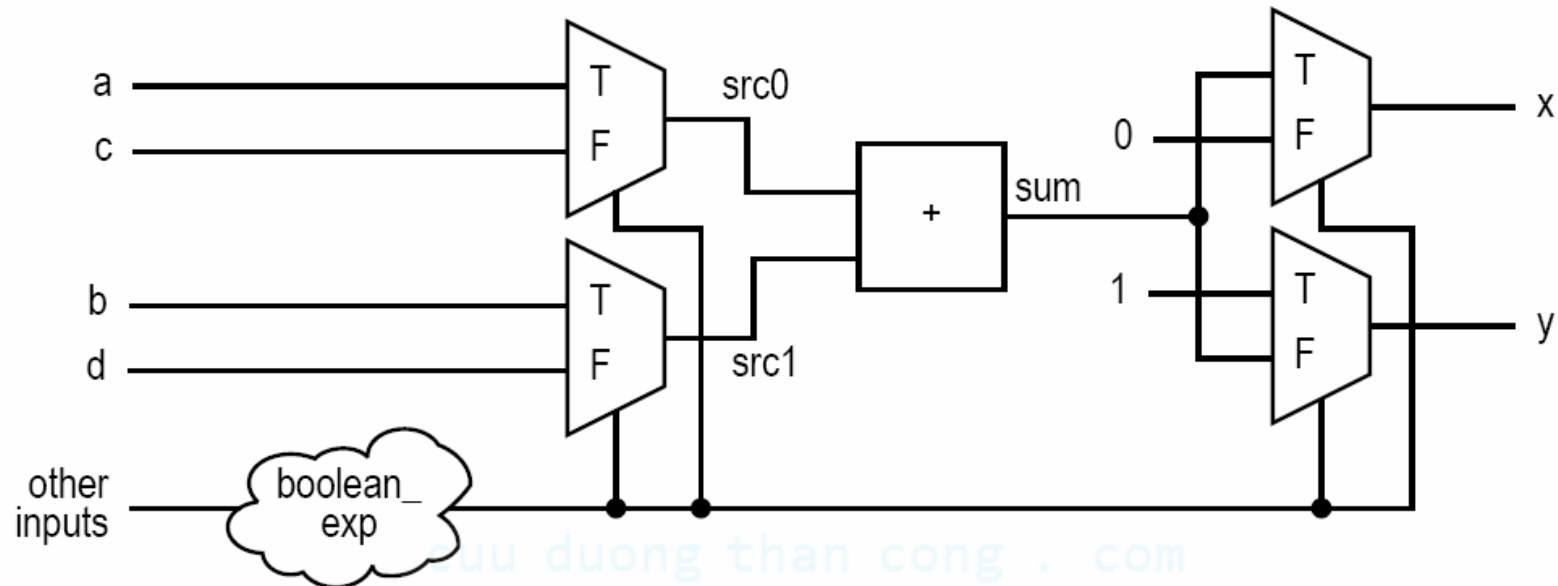 a
c
T
F
src0
b
d
T
F
src1
+
sum
0
T
F
x
1
T
F
y
other
inputs
boolean_
exp
cuu duong than cong . com